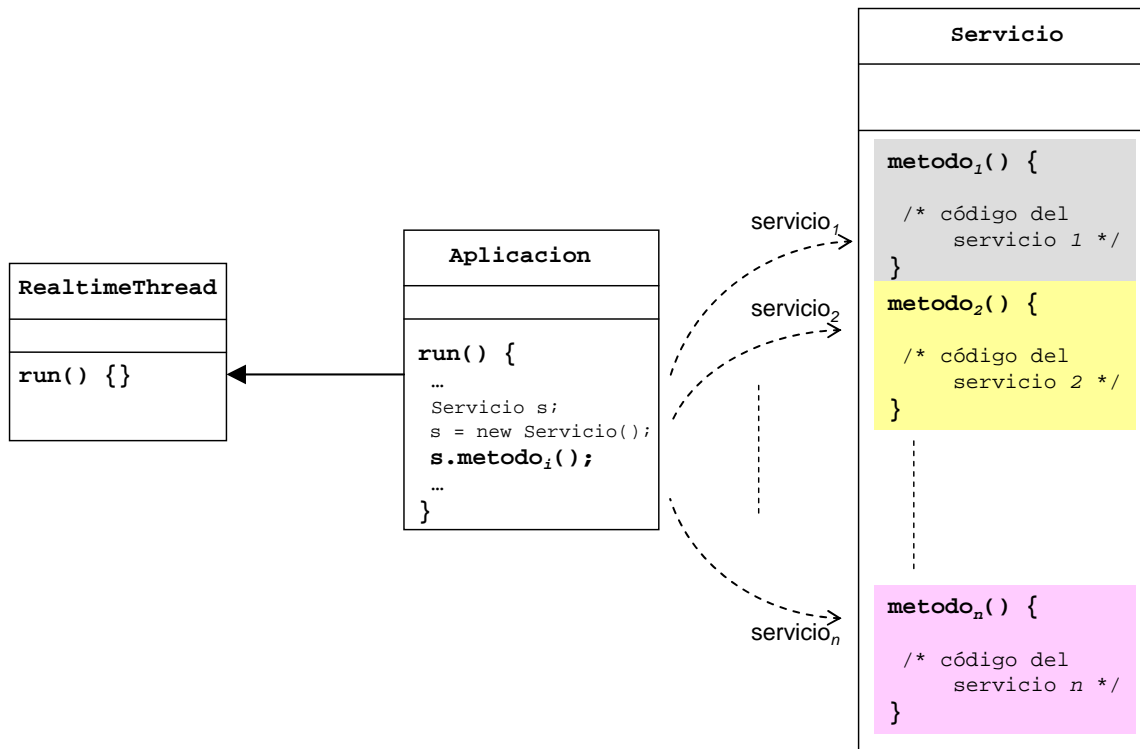 RealtimeThread
run() {}
Aplicacion
run() {
…
Servicio s;
s = new Servicio();
s.metodoi();
…
}
servicio1
servicio2
servicion
Servicio
metodo1() {
/* código del
servicio 1 */
}
metodo2() {
/* código del
servicio 2 */
}
metodon() {
/* código del
servicio n */
}